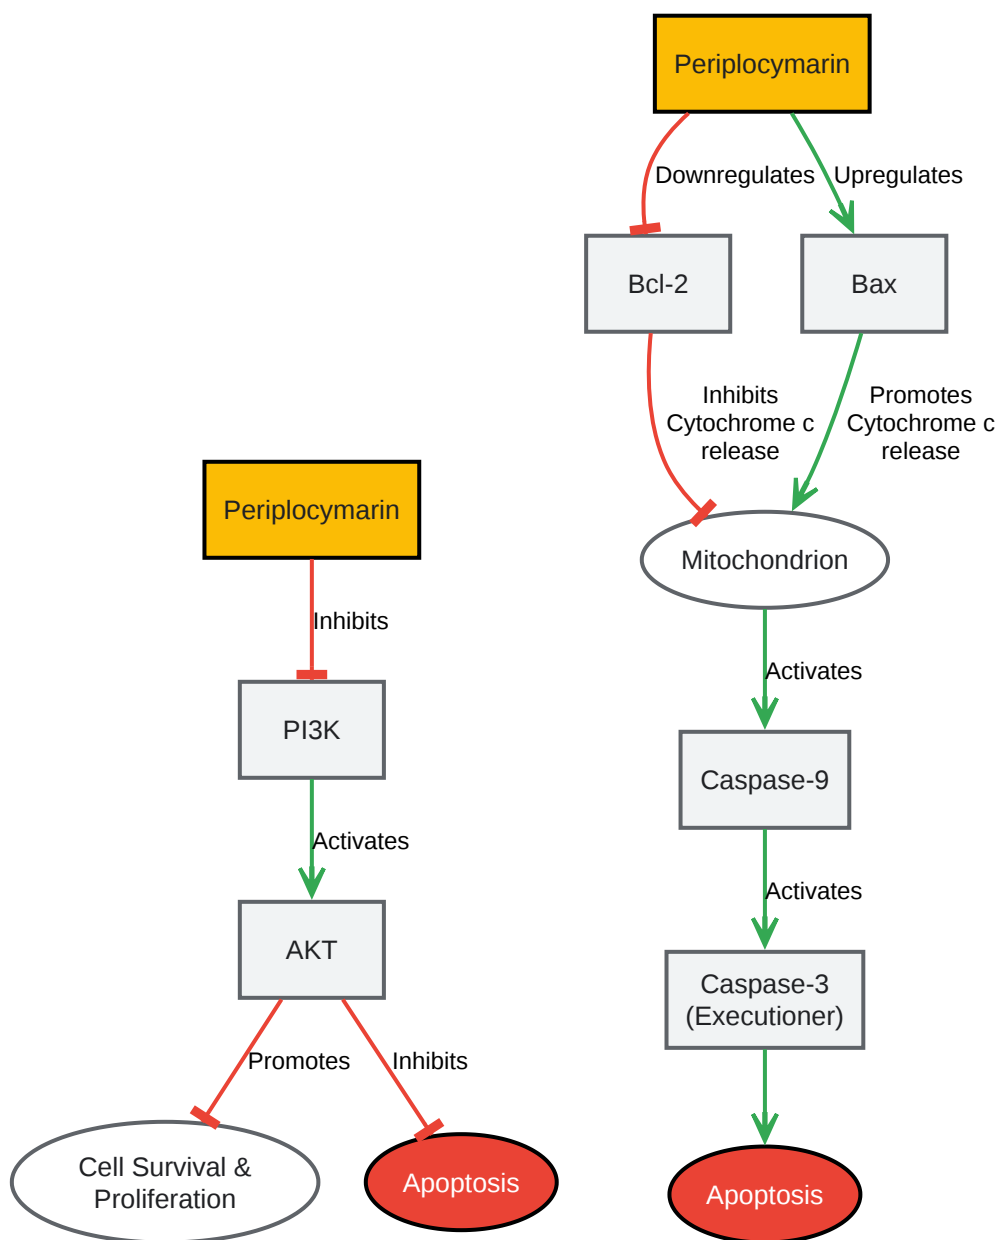 Periplocymarin
Downregulates
Upregulates
Bcl-2
Bax
Inhibits
Cytochrome c
release
Promotes
Cytochrome c
release
Mitochondrion
Activates
Caspase-9
Activates
Caspase-3
(Executioner)
Apoptosis
Periplocymarin
Inhibits
PI3K
Activates
AKT
Promotes
Inhibits
Cell Survival &
Proliferation
Apoptosis